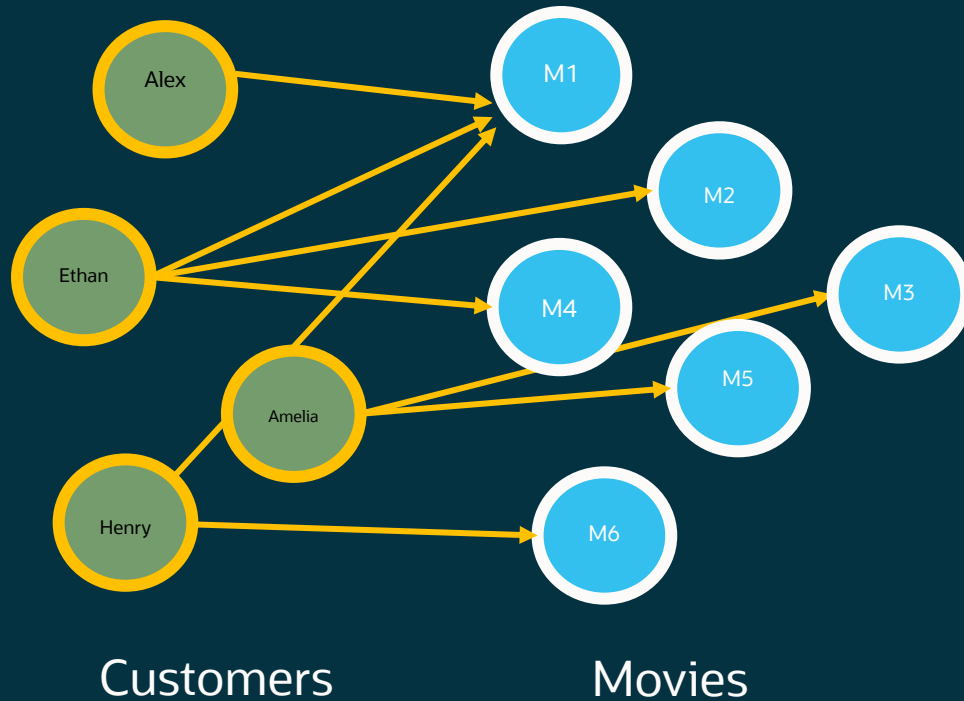 Alex
M1
M2
Ethan
M3
M4
M5
Amelia
Henry
M6
Customers
Movies